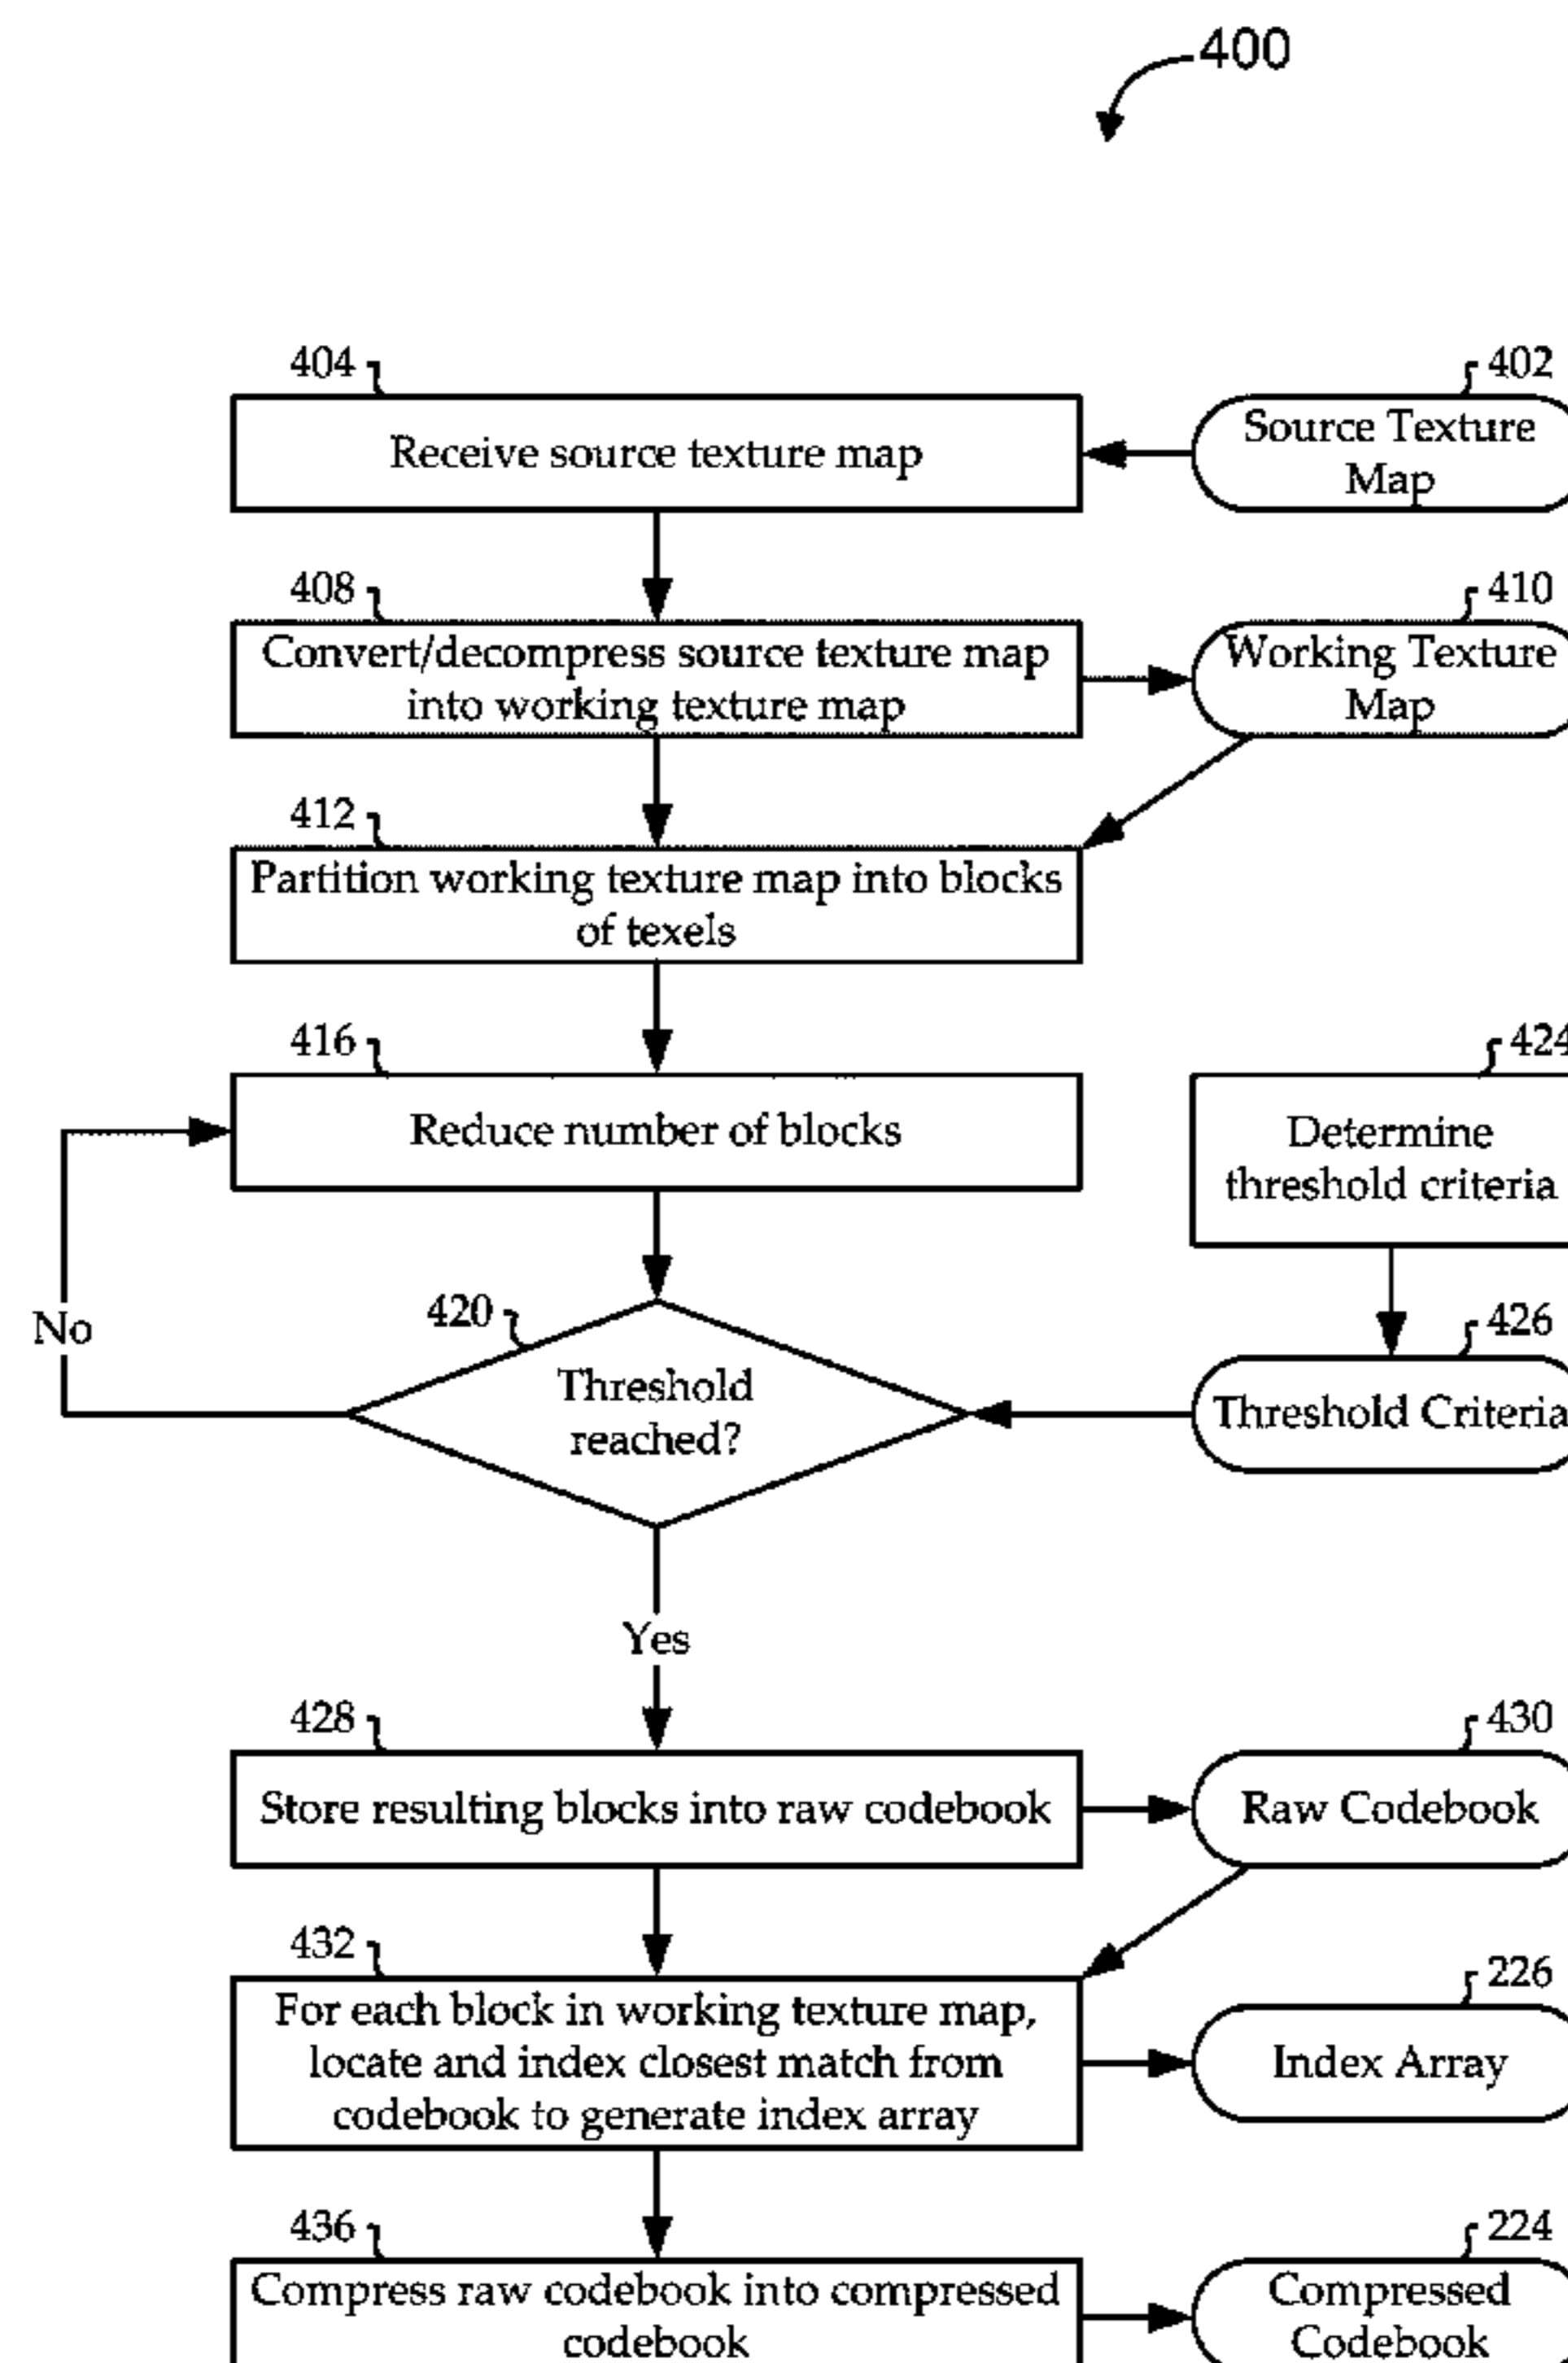 400
404
402
Receive source texture map
Source Texture
Map
408
410
Convert/decompress source texture map
into working texture map
Working Texture
Map
412
Partition working texture map into blocks
of texels
416
424
Reduce number of blocks
Determine
threshold criteria
No
420
426
Threshold
reached?
Threshold Criteria
Yes
428
430
Store resulting blocks into raw codebook
Raw Codebook
432
226
For each block in working texture map,
locate and index closest match from
codebook to generate index array
Index Array
436
224
Compress raw codebook into compressed
codebook
Compressed
Codebook